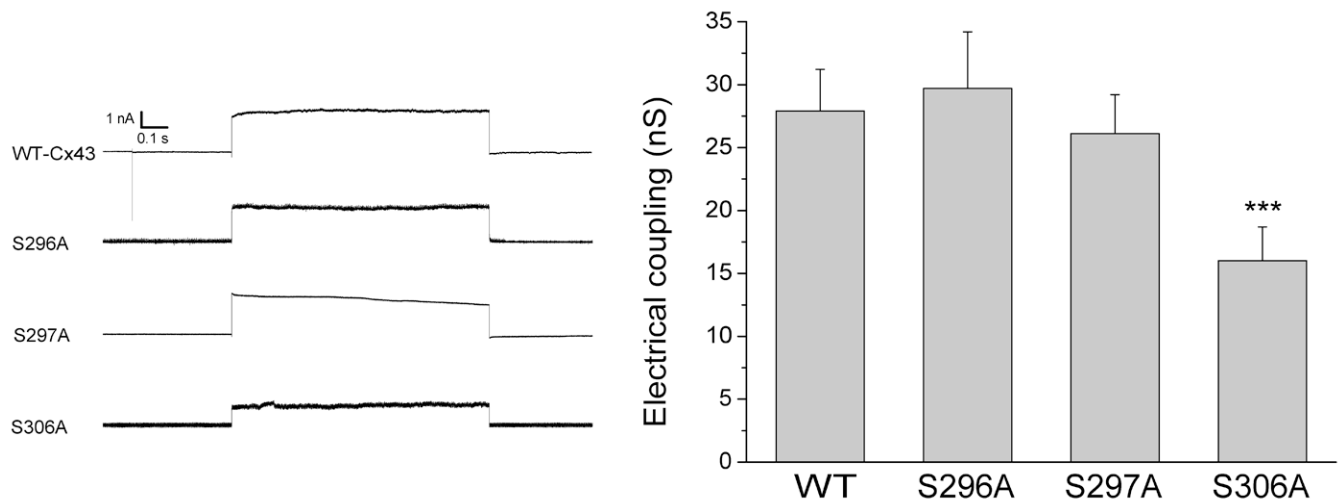 1 nA
0.1 s
WT-Cx43
S296A
S297A
S306A
Electrical coupling (nS)
35
30
25
20
15
10
5
0
***
WT S296A S297A S306A